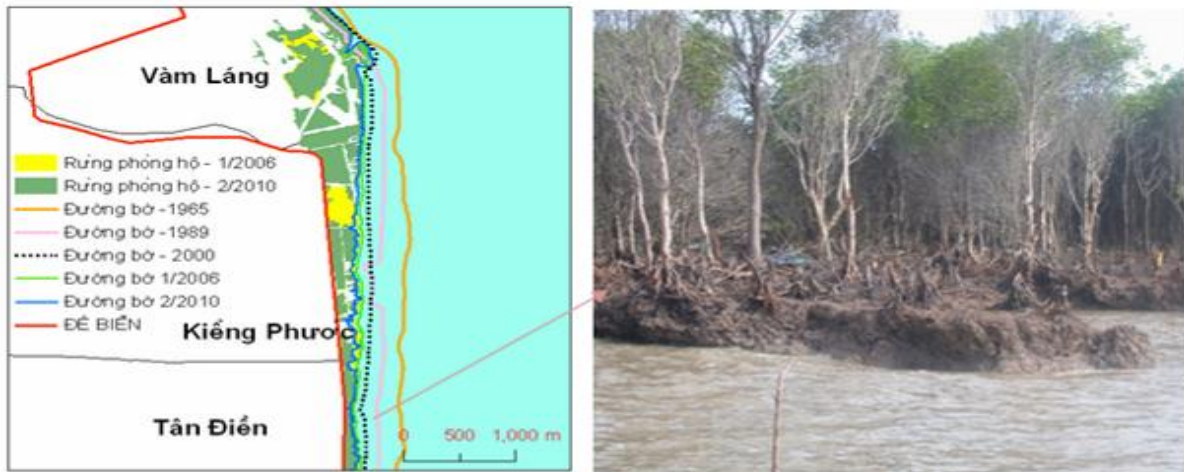 Vàm Láng
Rừng phòng hộ - 1/2006
Rừng phòng hộ - 2/2010
Đường bờ -1965
Đường bờ -1989
Đường bờ - 2000
Đường bờ 1/2006
Đường bờ 2/2010
ĐÊ BIỂN
Kiểng Phước
Tân Điền
0 500 1,000 m